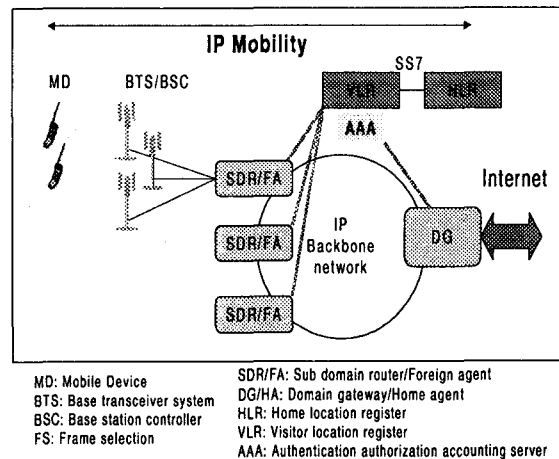 IP Mobility
SS7
MD
BTS/BSC
VLR
HLR
AAA
SDR/FA
Internet
IP
Backbone
network
SDR/FA
DG
SDR/FA
MD: Mobile Device
BTS: Base transceiver system
BSC: Base station controller
FS: Frame selection
SDR/FA: Sub domain router/Foreign agent
DG/HA: Domain gateway/Home agent
HLR: Home location register
VLR: Visitor location register
AAA: Authentication authorization accounting server